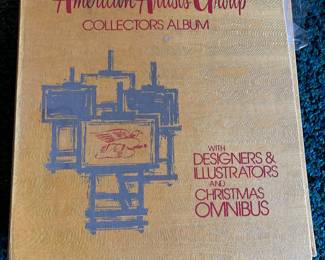 American Artists Group
COLLECTORS ALBUM
WITH
DESIGNERS &
ILLUSTRATORS
AND
CHRISTMAS
OMNIBUS